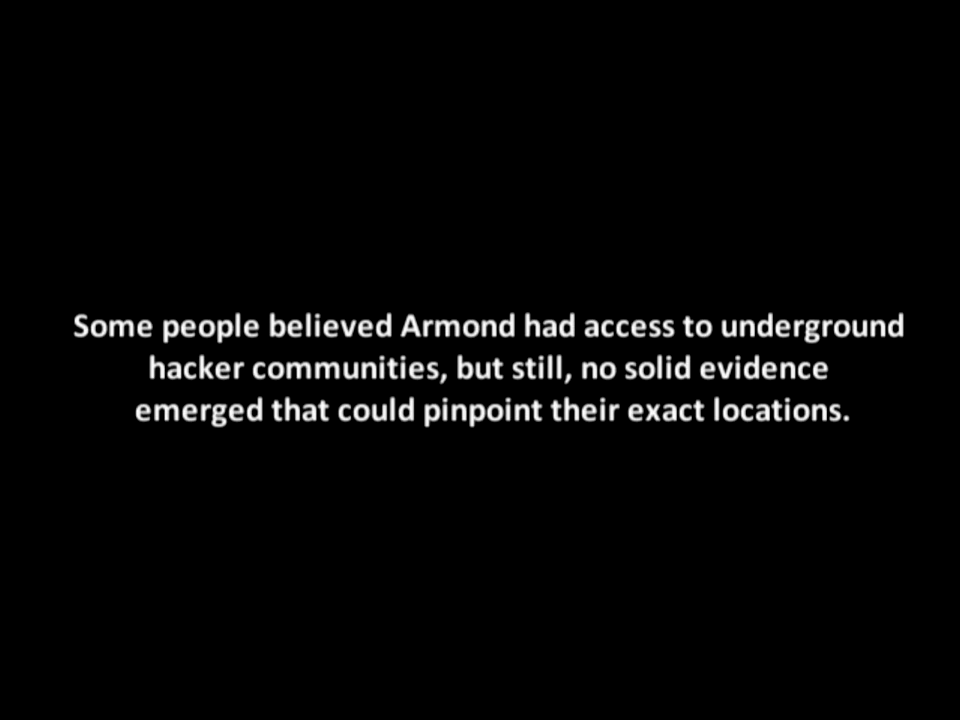 Some people believed Armond had access to underground
hacker communities, but still, no solid evidence
emerged that could pinpoint their exact locations.